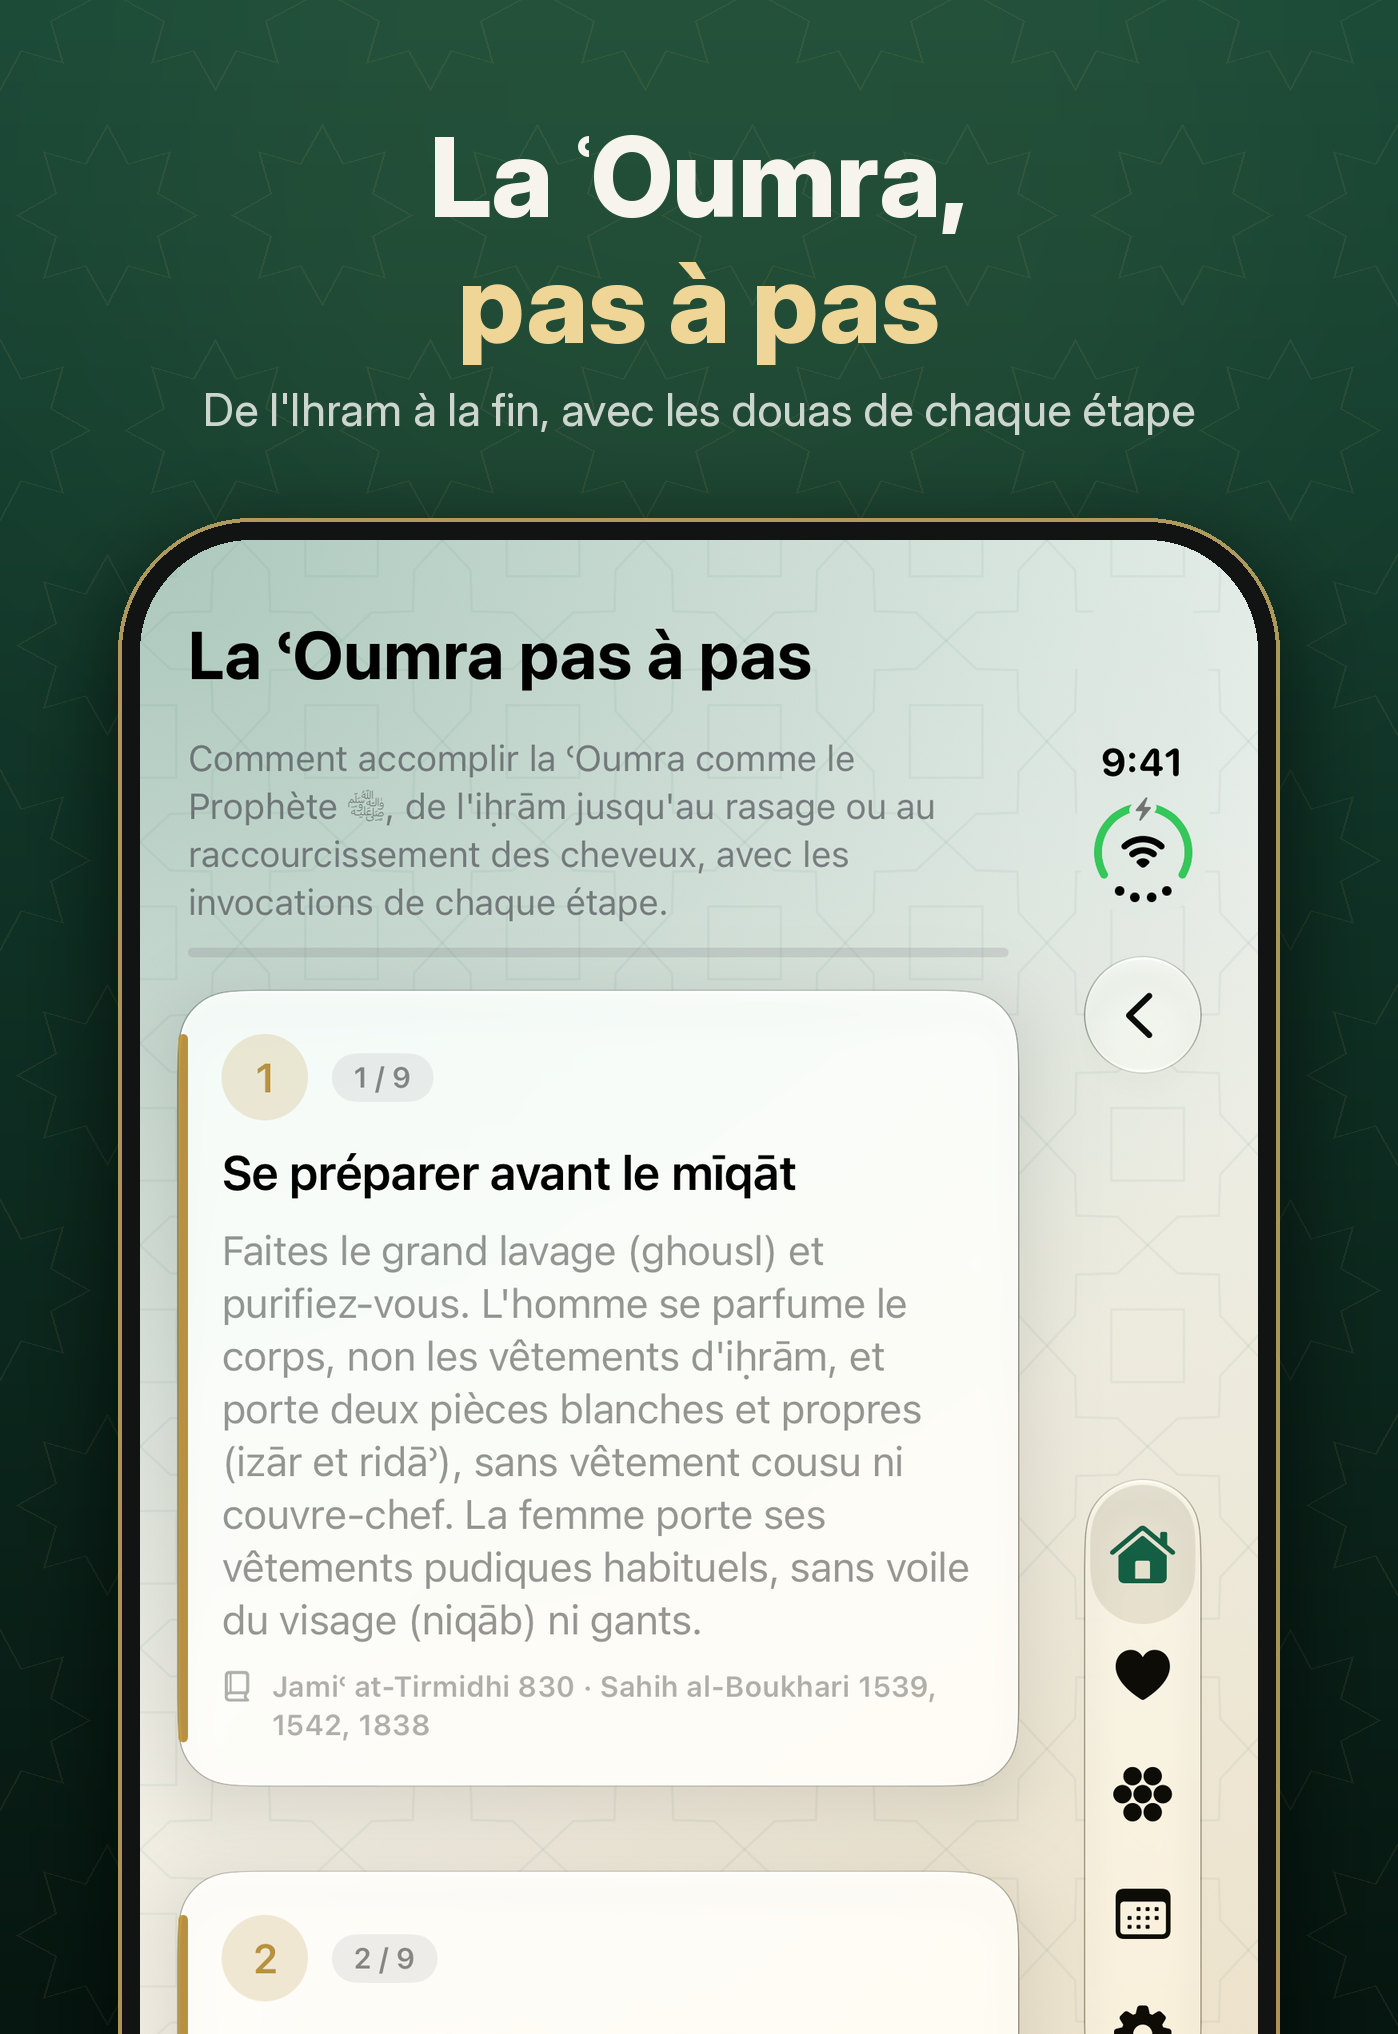 La ʿOumra,
pas à pas
De l'Ihram à la fin, avec les douas de chaque étape
La ʿOumra pas à pas
Comment accomplir la ʿOumra comme le
Prophète ﷺ, de l'iḥrām jusqu'au rasage ou au
raccourcissement des cheveux, avec les
invocations de chaque étape.
9:41
1
1 / 9
Se préparer avant le mīqāt
Faites le grand lavage (ghousl) et
purifiez-vous. L'homme se parfume le
corps, non les vêtements d'iḥrām, et
porte deux pièces blanches et propres
(izār et ridāʾ), sans vêtement cousu ni
couvre-chef. La femme porte ses
vêtements pudiques habituels, sans voile
du visage (niqāb) ni gants.
Jamiʿ at-Tirmidhi 830 · Sahih al-Boukhari 1539,
1542, 1838
2
2 / 9